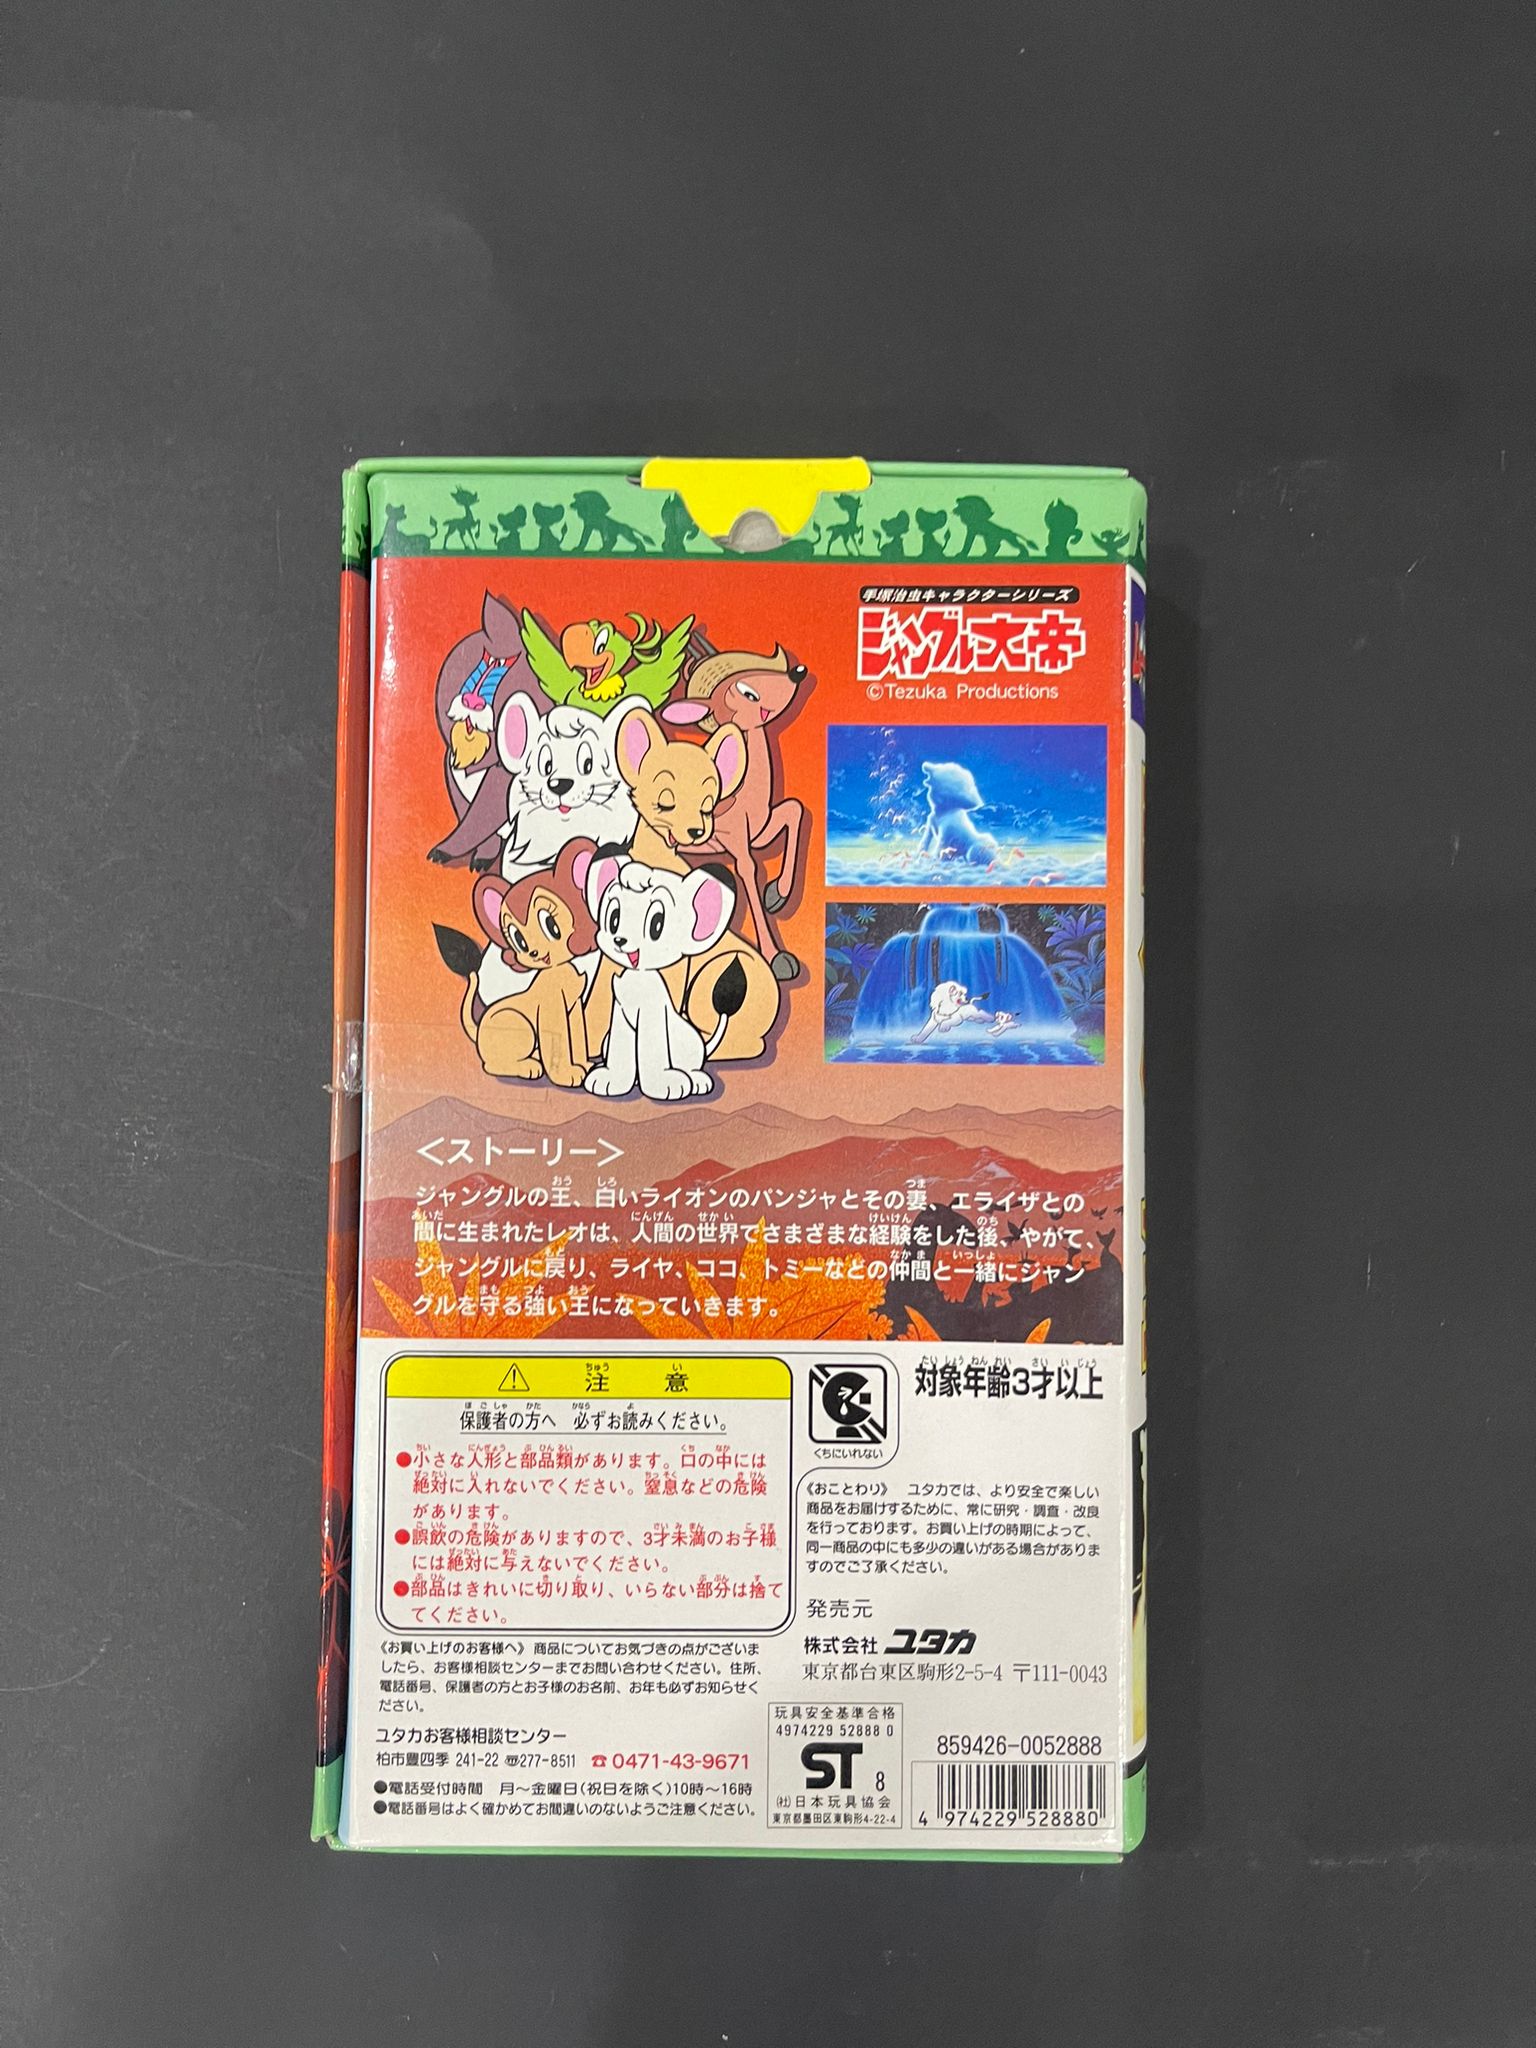 手塚治虫キャラクターシリーズ
ジャングル大帝
©Tezuka Productions
<ストーリー>
ジャングルの王、白いライオンのパンジャとその妻、エライザとの
間に生まれたレオは、人間の世界でさまざまな経験をした後、やがて、
ジャングルに戻り、ライヤ、ココ、トミーなどの仲間と一緒にジャン
グルを守る強い王になっていきます。
注意
保護者の方へ 必ずお読みください。
●小さな人形と部品類があります。口の中には
絶対に入れないでください。窒息などの危険
があります。
●誤飲の危険がありますので、3才未満のお子様
には絶対に与えないでください。
●部品はきれいに切り取り、いらない部分は捨て
てください。
くちにいれない
対象年齢3才以上
《おことわり》 ユタカでは、より安全で楽しい
商品をお届けするために、常に研究・調査・改良
を行っております。お買い上げの時期によって、
同一商品の中にも多少の違いがある場合がありま
すのでご了承ください。
発売元
株式会社ユタカ
東京都台東区駒形2-5-4 〒111-0043
《お買い上げのお客様へ》 商品についてお気づきの点がございま
したら、お客様相談センターまでお問い合わせください。住所、
電話番号、保護者の方とお子様のお名前、お年も必ずお知らせく
ださい。
ユタカお客様相談センター
柏市豊四季 241-22 〠277-8511 ☎0471-43-9671
●電話受付時間 月〜金曜日(祝日を除く)10時〜16時
●電話番号はよく確かめてお間違いのないようご注意ください。
玩具安全基準合格
4974229 52888 0
ST 8
(社)日本玩具協会
東京都墨田区東駒形4-22-4
859426-0052888
4 974229 528880